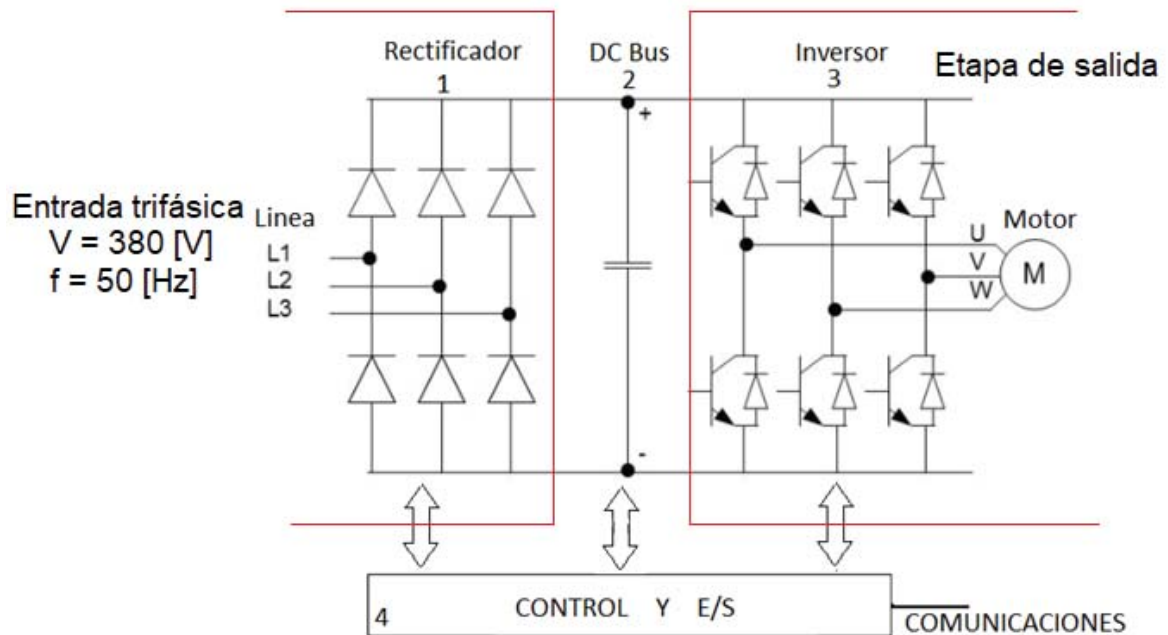 Rectificador
1
DC Bus
2
Inversor
3
Etapa de salida
+
Entrada trifásica
V = 380 [V]
f = 50 [Hz]
Linea
L1
L2
L3
U
V
W
Motor
M
-
4
CONTROL Y E/S
COMUNICACIONES